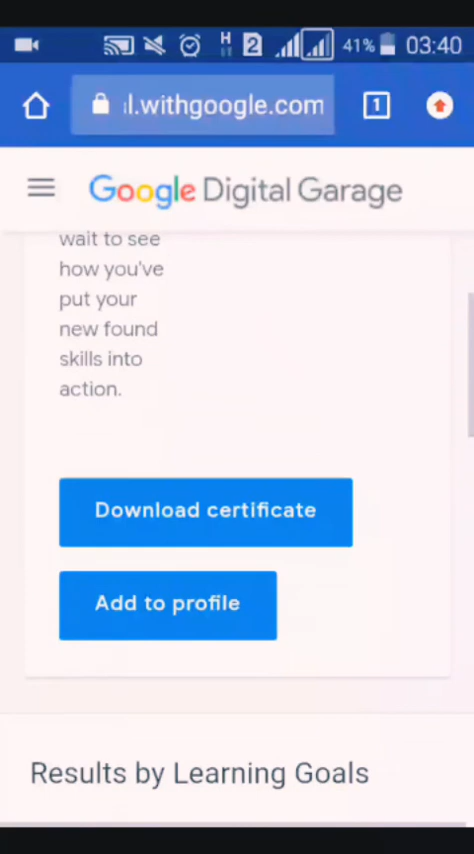 H 2 41% 03:40
l.withgoogle.com 1
Google Digital Garage
wait to see
how you've
put your
new found
skills into
action.
Download certificate
Add to profile
Results by Learning Goals